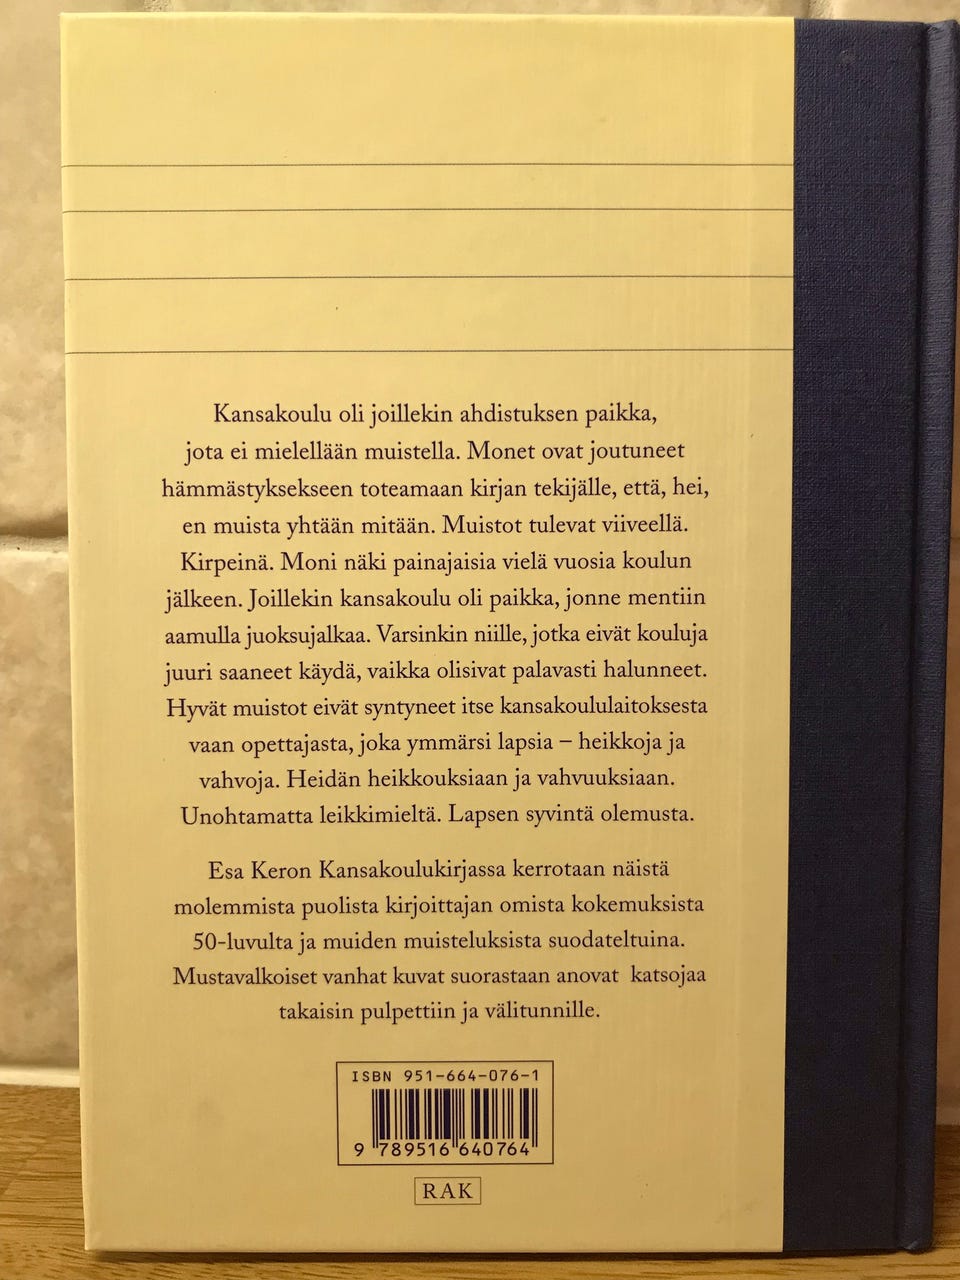 Kansakoulu oli joillekin ahdistuksen paikka,
jota ei mielellään muistella. Monet ovat joutuneet
hämmästyksekseen toteamaan kirjan tekijälle, että, hei,
en muista yhtään mitään. Muistot tulevat viiveellä.
Kirpeinä. Moni näki painajaisia vielä vuosia koulun
jälkeen. Joillekin kansakoulu oli paikka, jonne mentiin
aamulla juoksujalkaa. Varsinkin niille, jotka eivät kouluja
juuri saaneet käydä, vaikka olisivat palavasti halunneet.
Hyvät muistot eivät syntyneet itse kansakoululaitoksesta
vaan opettajasta, joka ymmärsi lapsia – heikkoja ja
vahvoja. Heidän heikkouksiaan ja vahvuuksiaan.
Unohtamatta leikkimieltä. Lapsen syvintä olemusta.
Esa Keron Kansakoulukirjassa kerrotaan näistä
molemmista puolista kirjoittajan omista kokemuksista
50-luvulta ja muiden muisteluksista suodateltuina.
Mustavalkoiset vanhat kuvat suorastaan anovat katsojaa
takaisin pulpettiin ja välitunnille.
ISBN 951-664-076-1
9 789516 640764
RAK